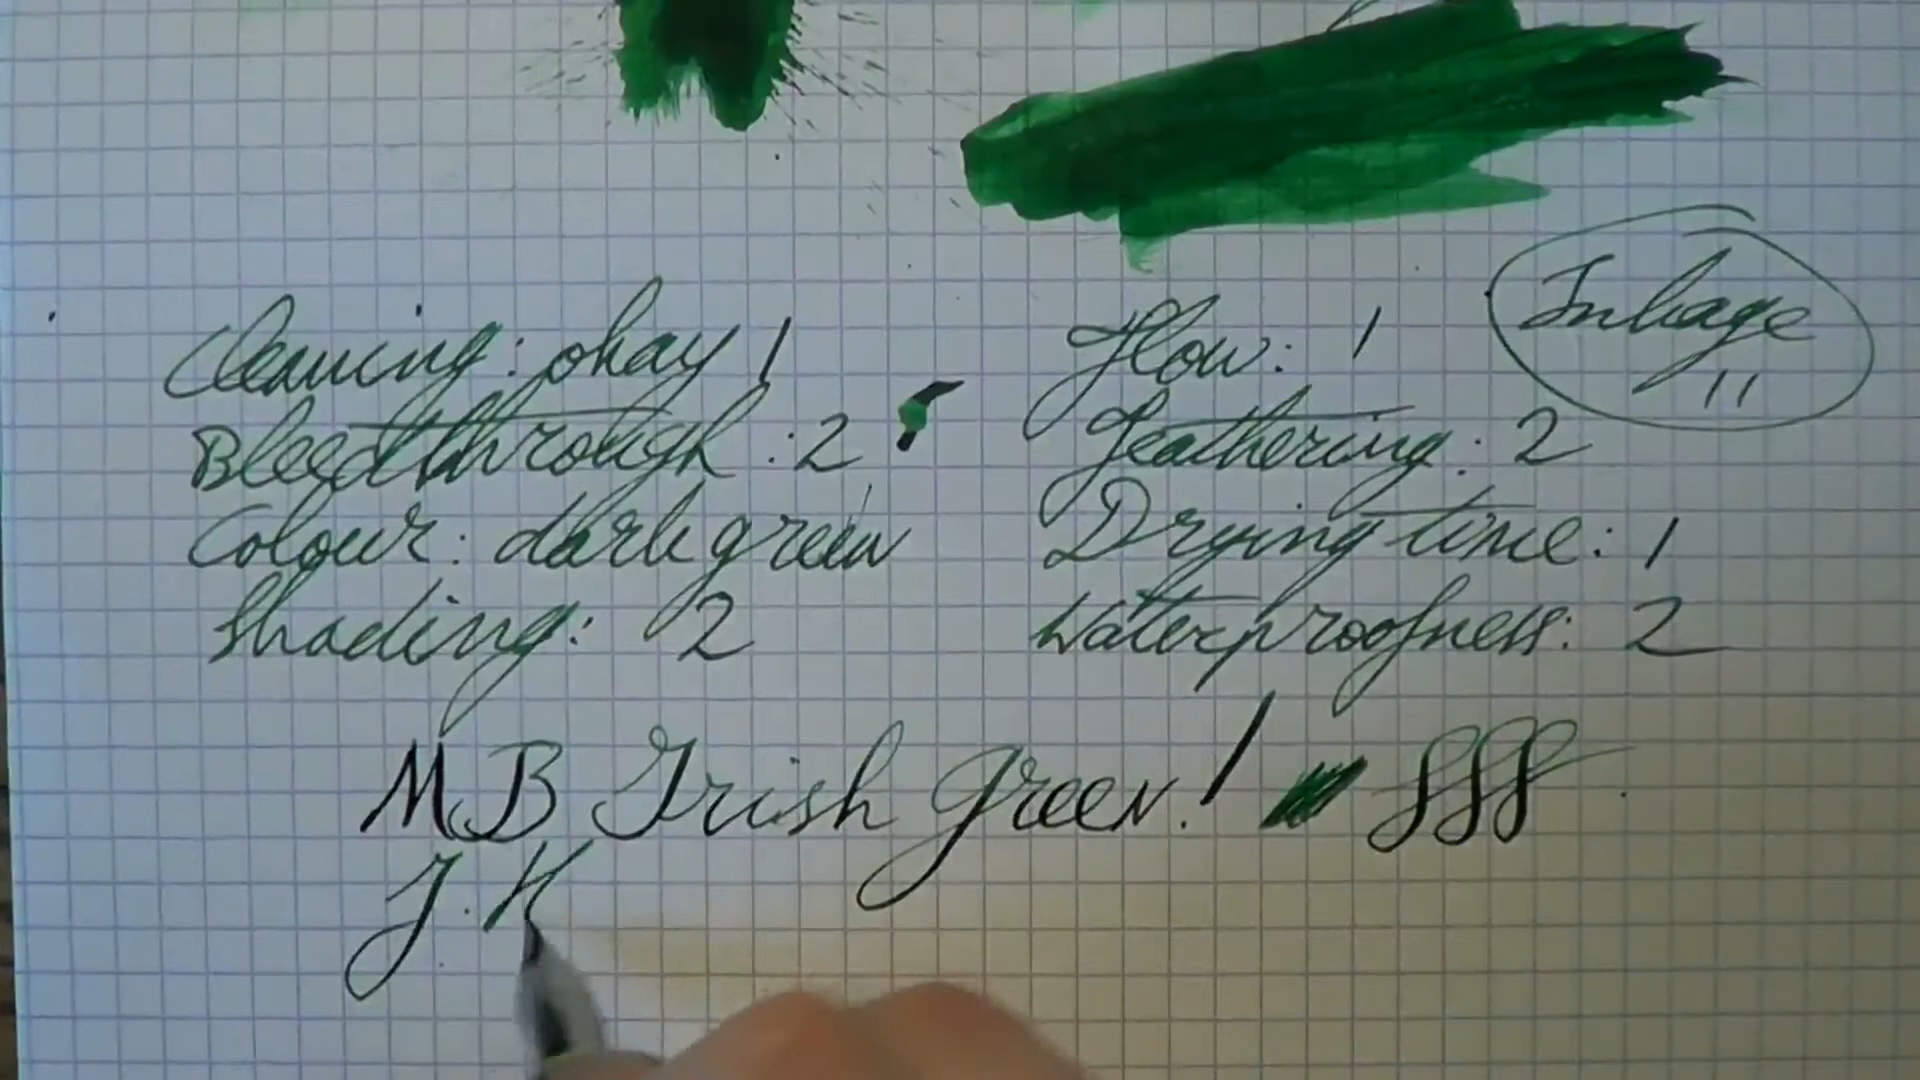 Cleaning: okay 1
Bleedthrough: 2
Colour: dark green
Shading: 2
Flow: 1
Feathering: 2
Drying time: 1
Waterproofness: 2
Inkage
11
MB Irish Green!
J. K